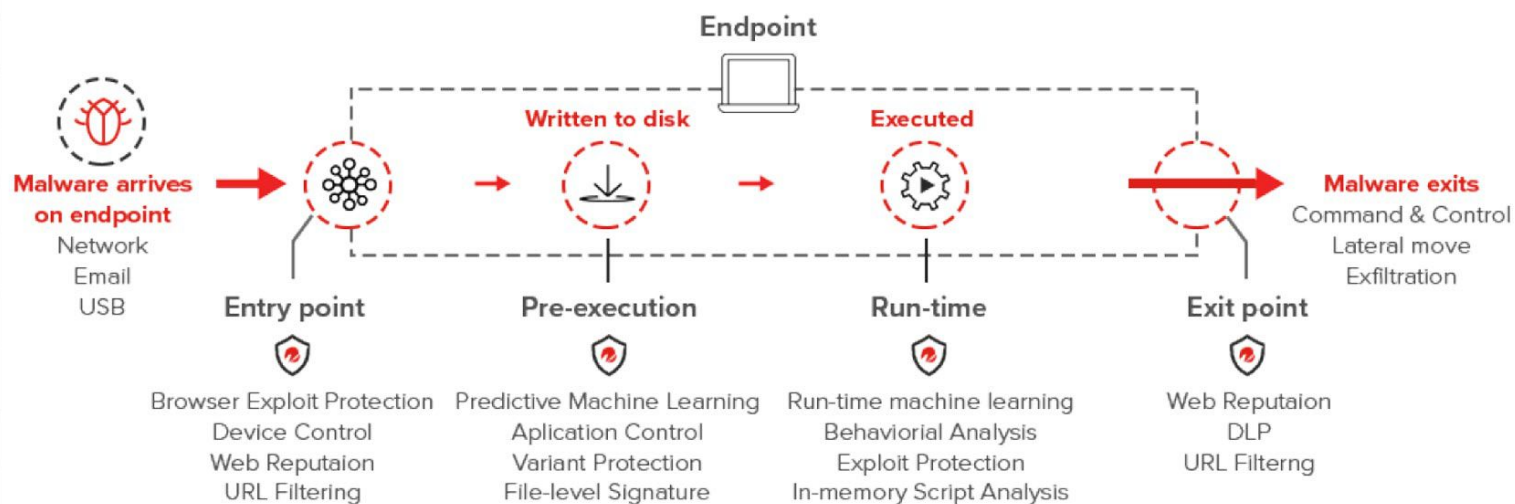 Endpoint
Written to disk
Executed
Malware arrives
on endpoint
Network
Email
USB
Malware exits
Command & Control
Lateral move
Exfiltration
Entry point
Browser Exploit Protection
Device Control
Web Reputaion
URL Filtering
Pre-execution
Predictive Machine Learning
Aplication Control
Variant Protection
File-level Signature
Run-time
Run-time machine learning
Behaviorial Analysis
Exploit Protection
In-memory Script Analysis
Exit point
Web Reputaion
DLP
URL Filterng